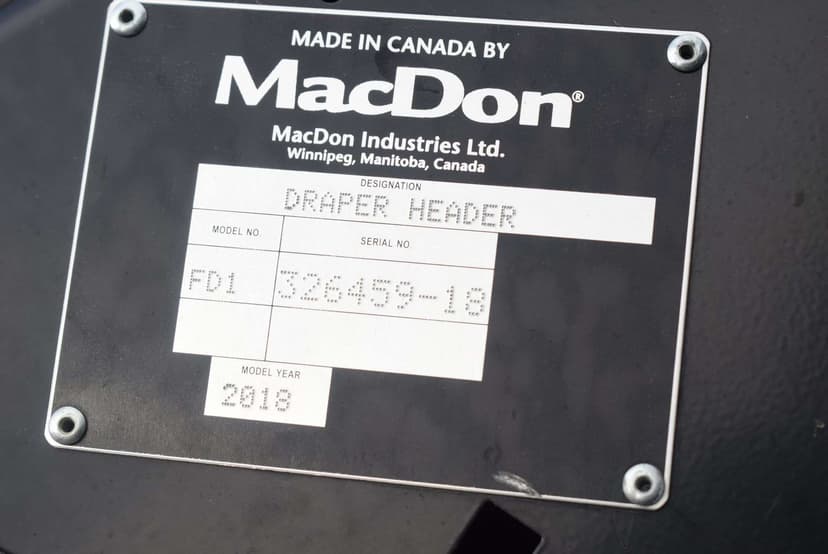 MADE IN CANADA BY
MacDon®
MacDon Industries Ltd.
Winnipeg, Manitoba, Canada
DESIGNATION
DRAPER HEADER
MODEL NO.
SERIAL NO.
FD1
326459-18
MODEL YEAR
2018